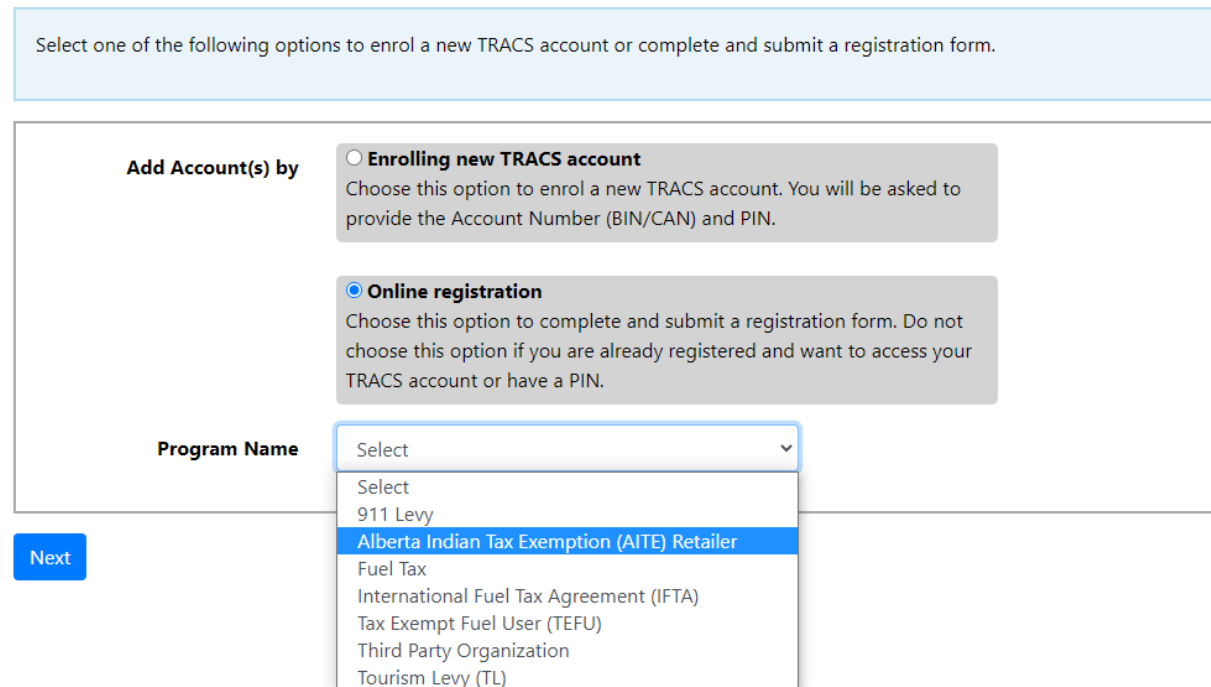 Select one of the following options to enrol a new TRACS account or complete and submit a registration form.
Add Account(s) by
Enrolling new TRACS account
Choose this option to enrol a new TRACS account. You will be asked to
provide the Account Number (BIN/CAN) and PIN.
Online registration
Choose this option to complete and submit a registration form. Do not
choose this option if you are already registered and want to access your
TRACS account or have a PIN.
Program Name
Select
Select
911 Levy
Alberta Indian Tax Exemption (AITE) Retailer
Next
Fuel Tax
International Fuel Tax Agreement (IFTA)
Tax Exempt Fuel User (TEFU)
Third Party Organization
Tourism Levy (TL)